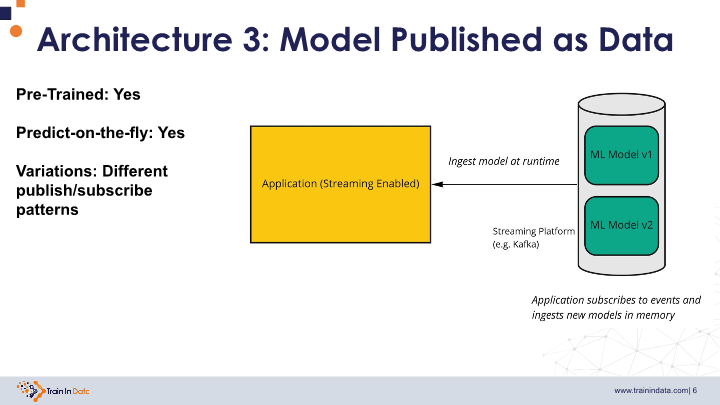 Architecture 3: Model Published as Data
Pre-Trained: Yes
Predict-on-the-fly: Yes
Variations: Different
publish/subscribe
patterns
Application (Streaming Enabled)
Ingest model at runtime
ML Model v1
ML Model v2
Streaming Platform
(e.g. Kafka)
Application subscribes to events and
ingests new models in memory
Train In Data
www.trainindata.com| 6